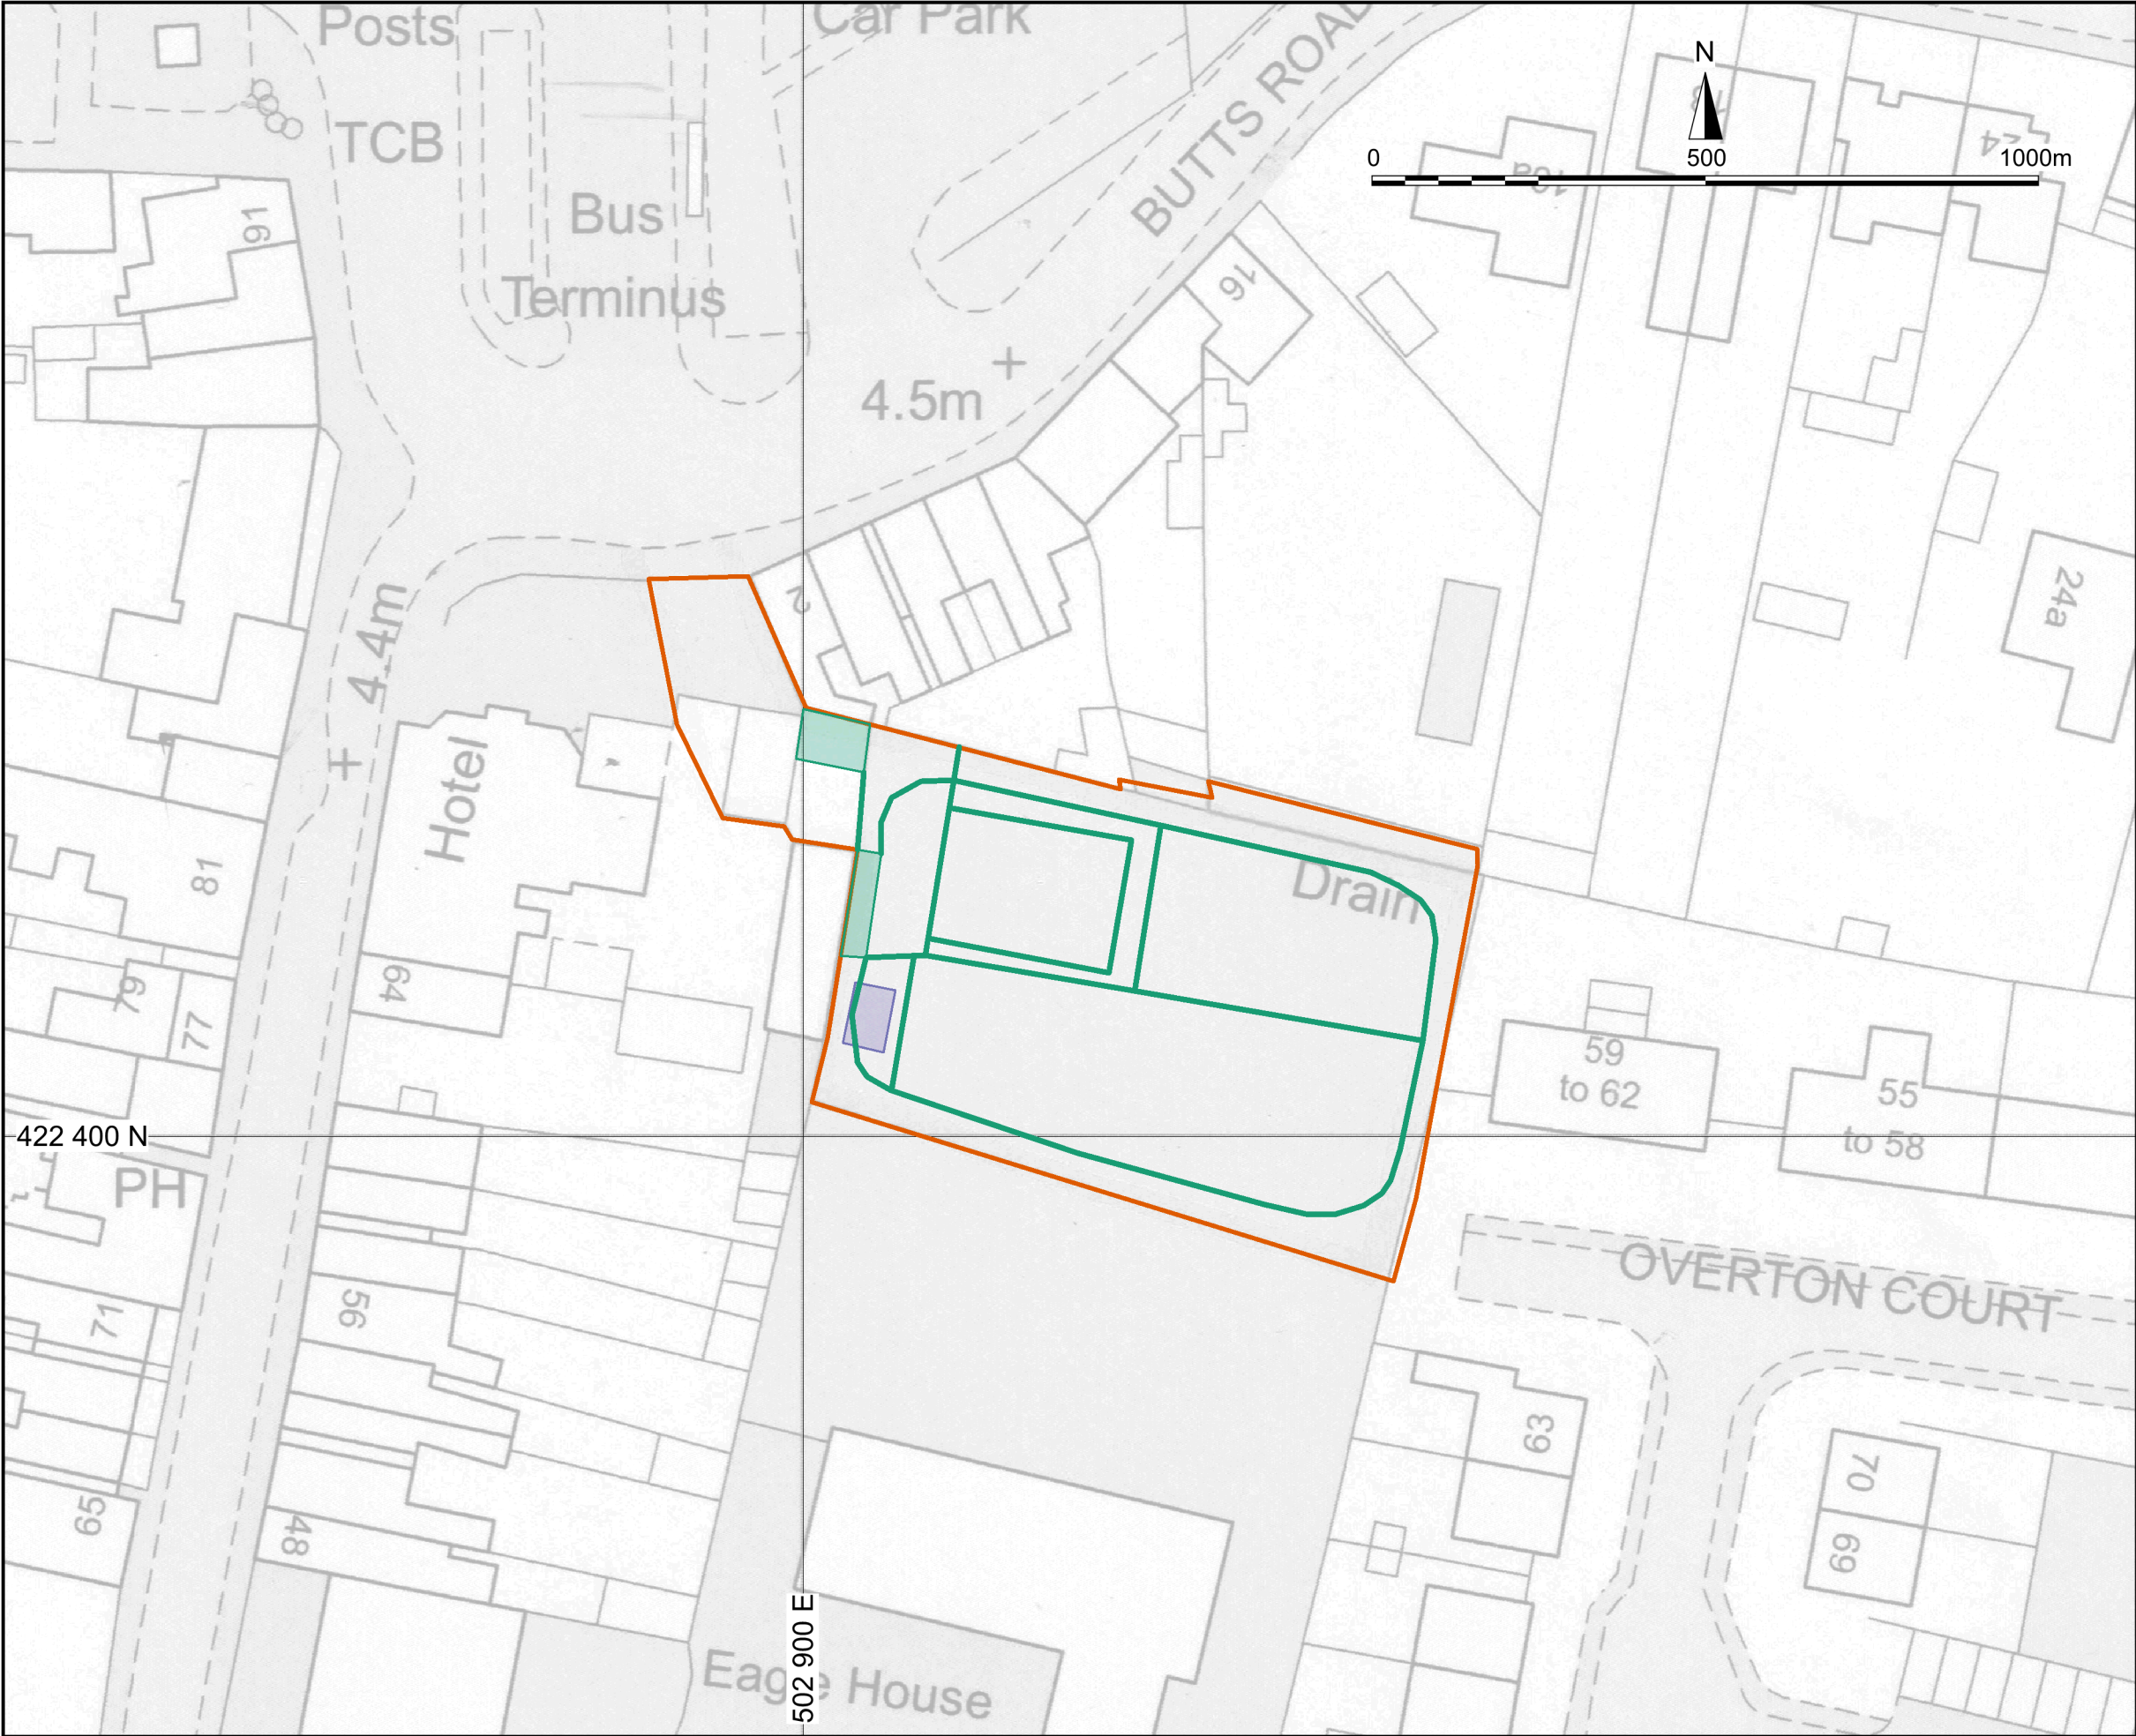 Posts
Car Park
BUTTS ROAD
N
TCB
0
500
1000m
16
Bus
Terminus
91
16
4.5m
2
4.4m
24a
Hotel
81
Drain
64
79
77
59
to 62
55
to 58
422 400 N
PH
OVERTON COURT
71
56
63
70
65
48
69
502 900 E
Eagle House